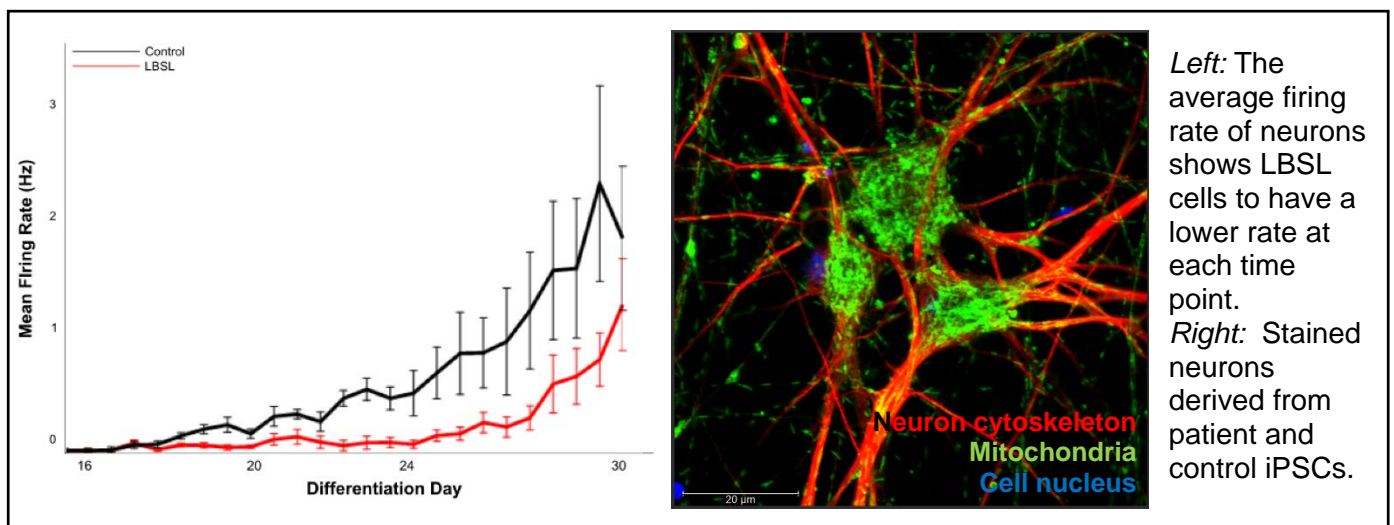 Control
LBSL
3
2
1
0
Mean FIring Rate (Hz)
16
20
24
30
Differentiation Day
Neuron cytoskeleton
Mitochondria
Cell nucleus
20 μm
Left: The
average firing
rate of neurons
shows LBSL
cells to have a
lower rate at
each time
point.
Right: Stained
neurons
derived from
patient and
control iPSCs.